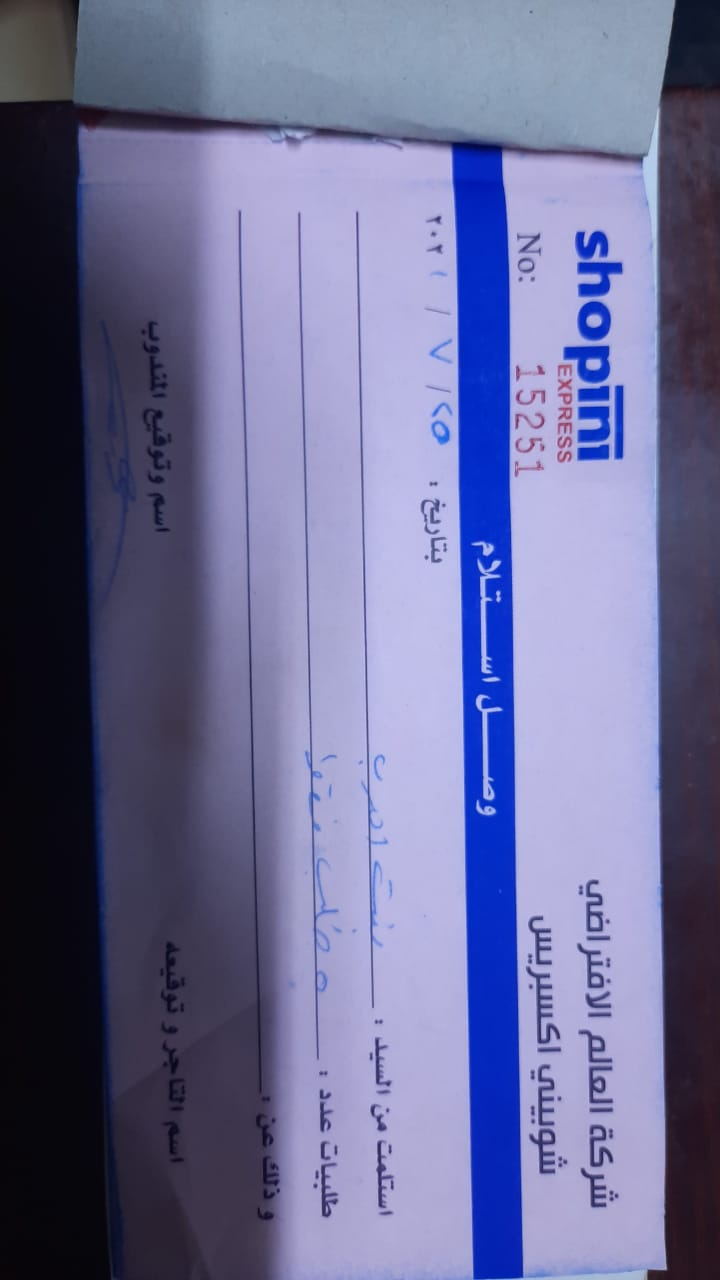 shopini
EXPRESS
شركة العالم الافتراضي
شوبيني اكسبريس
No: 15251
وصل استلام
بتاريخ : ٢٥ / ٧ / ٢٠٢١
استلمت من السيد :
طلبيات عدد : ٥
و ذلك عن :
اسم التاجر و توقيعه
اسم وتوقيع المندوب